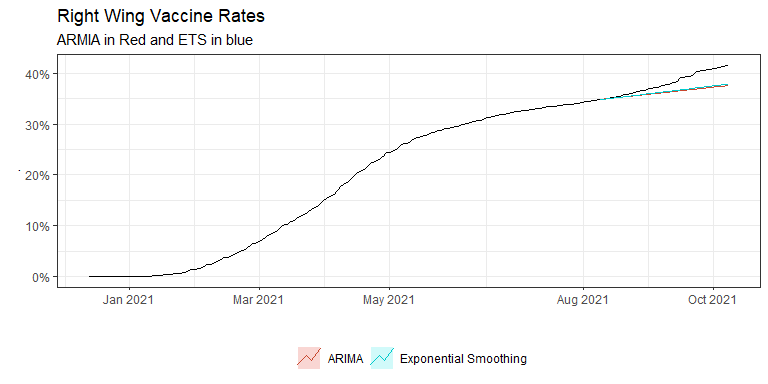 Right Wing Vaccine Rates
ARMIA in Red and ETS in blue
40%
30%
20%
10%
0%
Jan 2021 Mar 2021 May 2021 Aug 2021 Oct 2021
ARIMA Exponential Smoothing